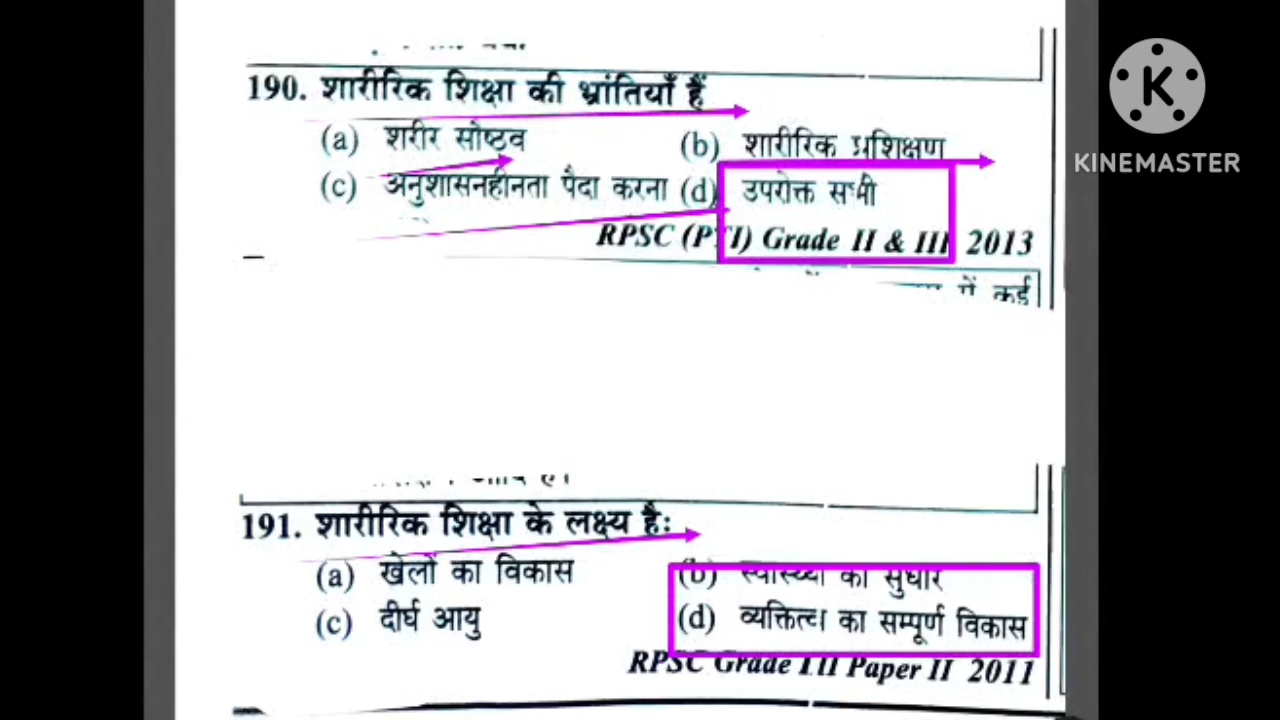 KINEMASTER
190. शारीरिक शिक्षा की भ्रांतियाँ हैं
(a) शरीर सोष्ठव (b) शारीरिक प्रशिक्षण
(c) अनुशासनहीनता पैदा करना (d) उपरोक्त सभी
RPSC (PTI) Grade II & III 2013
में कई
191. शारीरिक शिक्षा के लक्ष्य हैः
(a) खेलों का विकास (b) स्वास्थ्य का सुधार
(c) दीर्घ आयु (d) व्यक्तित्व का सम्पूर्ण विकास
RPSC Grade III Paper II 2011